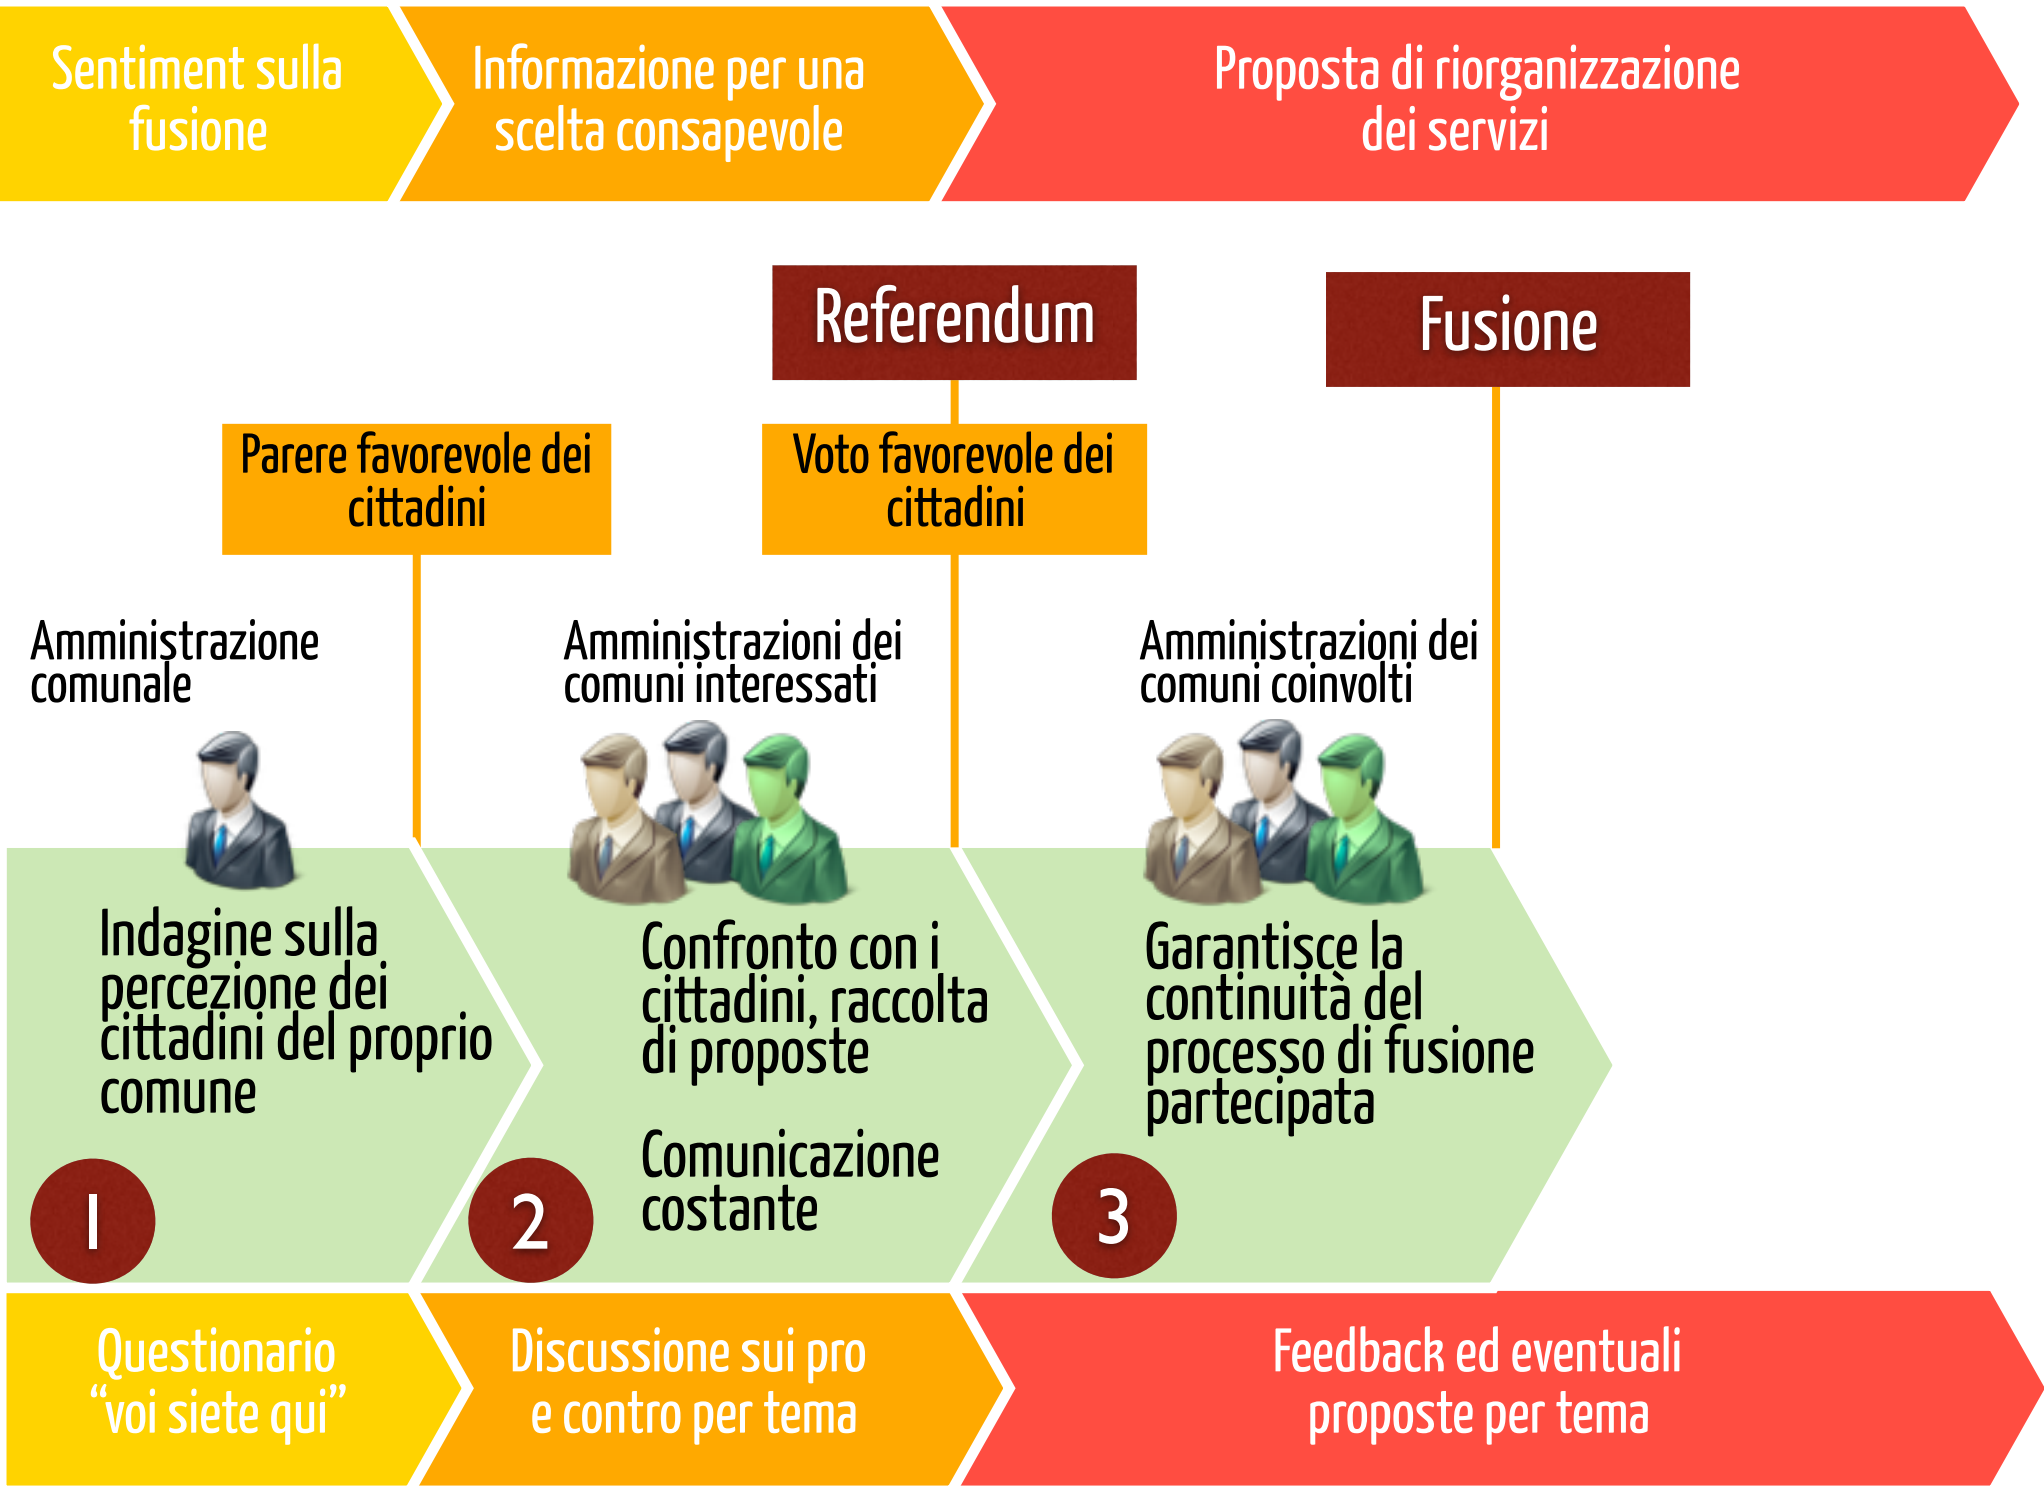 Sentiment sulla
fusione
Informazione per una
scelta consapevole
Proposta di riorganizzazione
dei servizi
Referendum
Fusione
Parere favorevole dei
cittadini
Voto favorevole dei
cittadini
Amministrazione
comunale
Amministrazioni dei
comuni interessati
Amministrazioni dei
comuni coinvolti
Indagine sulla
percezione dei
cittadini del proprio
comune
1
Confronto con i
cittadini, raccolta
di proposte
Comunicazione
costante
2
Garantisce la
continuità del
processo di fusione
partecipata
3
Questionario
“voi siete qui”
Discussione sui pro
e contro per tema
Feedback ed eventuali
proposte per tema